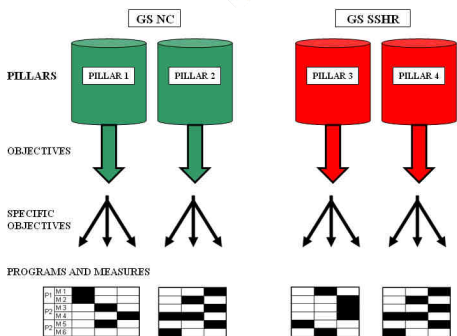 GS NC GS SSHR
PILLARS PILLAR 1 PILLAR 2 PILLAR 3 PILLAR 4
OBJECTIVES
SPECIFIC
OBJECTIVES
PROGRAMS AND MEASURES
P1 M 1
M 2
P2 M 3
M 4
P2 M 5
M 6